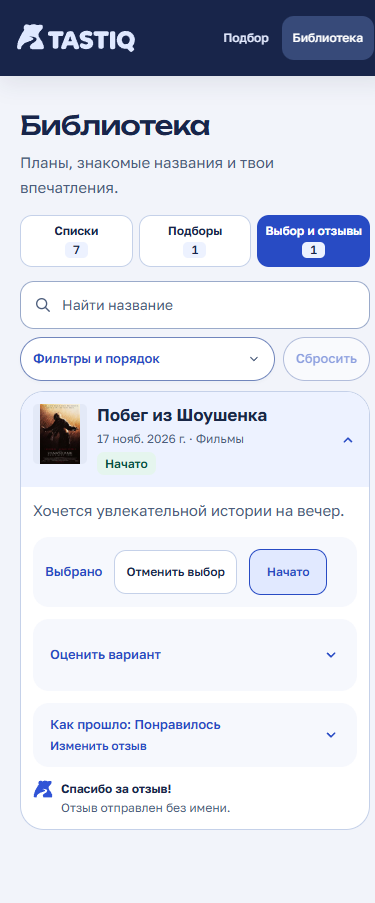 TASTIQ
Подбор
Библиотека
Библиотека
Планы, знакомые названия и твои
впечатления.
Списки
7
Подборы
1
Выбор и отзывы
1
Найти название
Фильтры и порядок
Сбросить
Побег из Шоушенка
17 нояб. 2026 г. · Фильмы
Начато
Хочется увлекательной истории на вечер.
Выбрано
Отменить выбор
Начато
Оценить вариант
Как прошло: Понравилось
Изменить отзыв
Спасибо за отзыв!
Отзыв отправлен без имени.